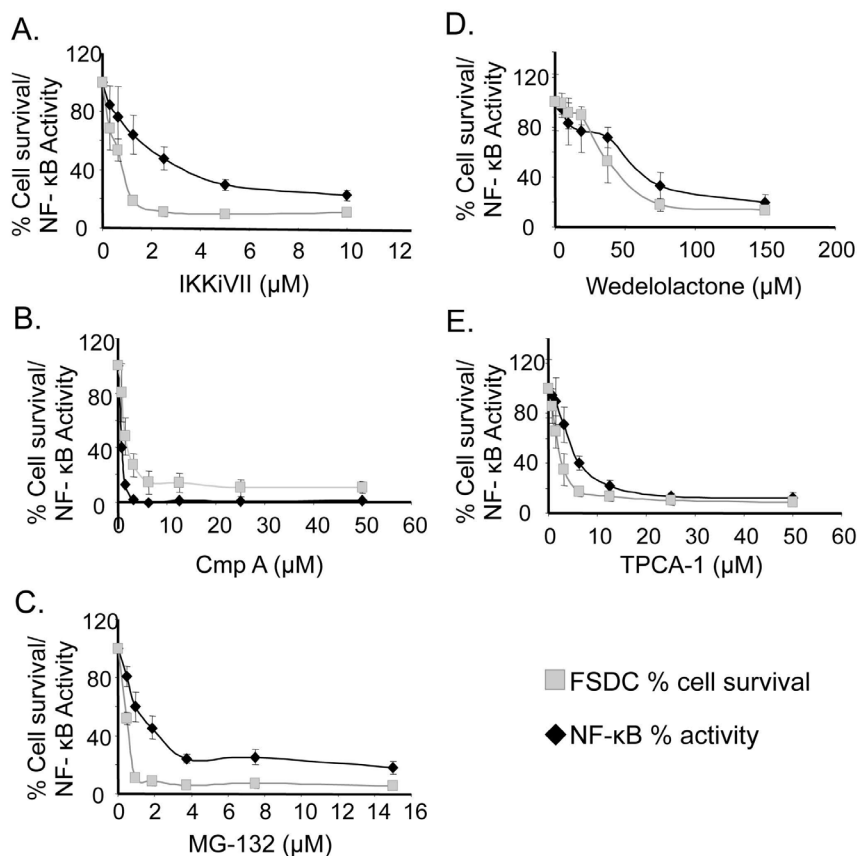 A.
120
80
40
0
% Cell survival/
NF- κB Activity
0 2 4 6 8 10 12
IKKiVII (µM)
B.
120
80
40
0
% Cell survival/
NF- κB Activity
0 10 20 30 40 50 60
Cmp A (µM)
C.
120
80
40
0
% Cell survival/
NF- κB Activity
0 2 4 6 8 10 12 14 16
MG-132 (µM)
D.
120
80
40
0
% Cell survival/
NF- κB Activity
0 50 100 150 200
Wedelolactone (µM)
E.
120
80
40
0
% Cell survival/
NF- κB Activity
0 10 20 30 40 50 60
TPCA-1 (µM)
FSDC % cell survival
NF-κB % activity